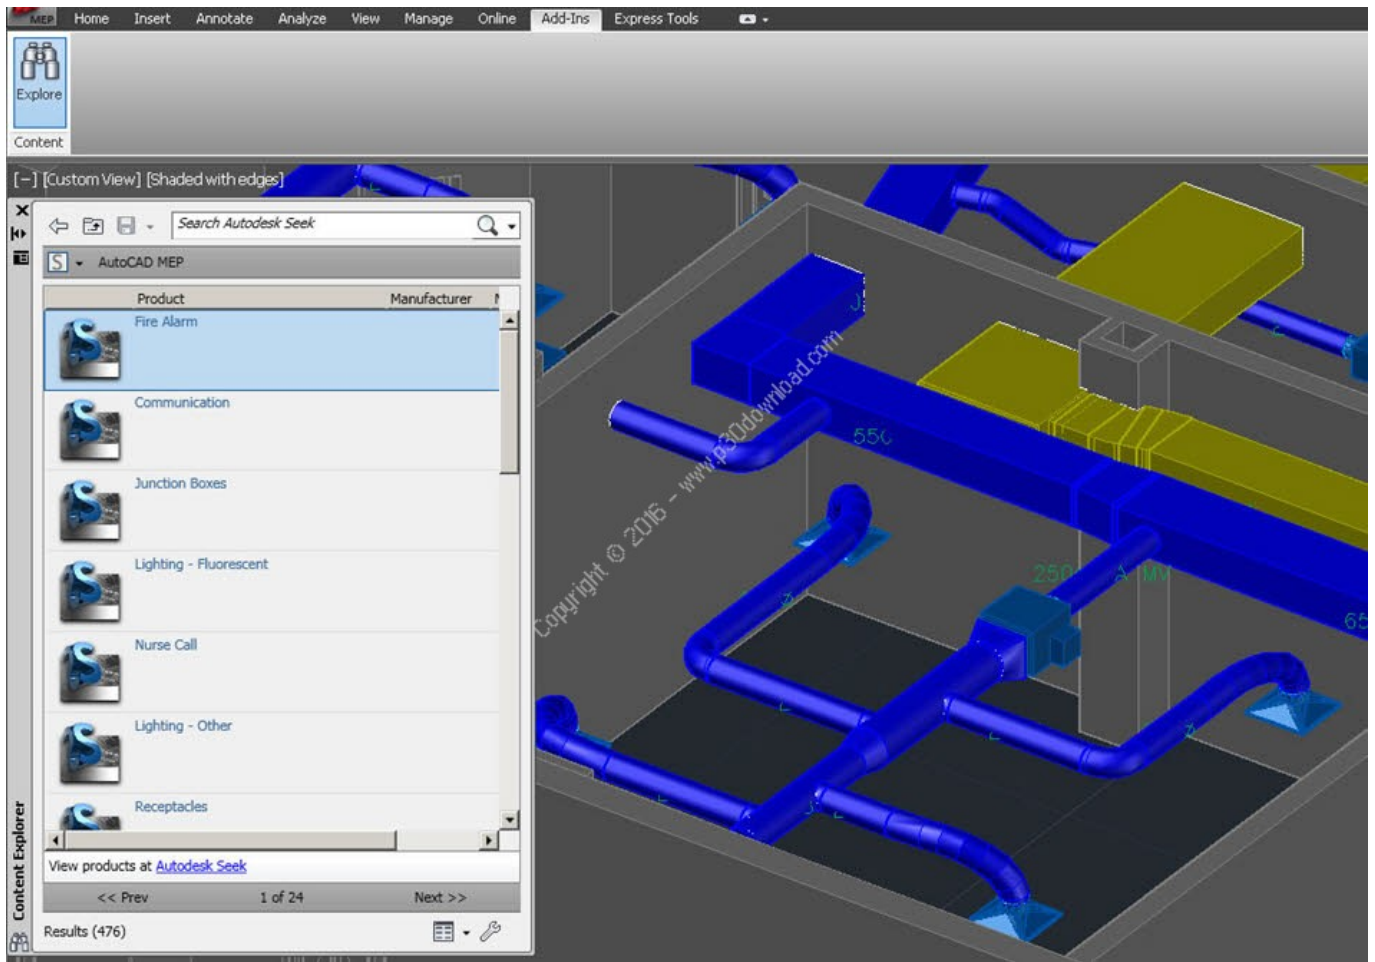 MEP Home Insert Annotate Analyze View Manage Online Add-Ins Express Tools
Explore
Content
[−] [Custom View] [Shaded with edges]
Search Autodesk Seek
AutoCAD MEP
Product Manufacturer
Fire Alarm
Communication
Junction Boxes
Lighting - Fluorescent
Nurse Call
Lighting - Other
Receptacles
View products at Autodesk Seek
<< Prev 1 of 24 Next >>
Results (476)
Content Explorer
550
250
MV
65
Copyright © 2016 - www.p30download.com